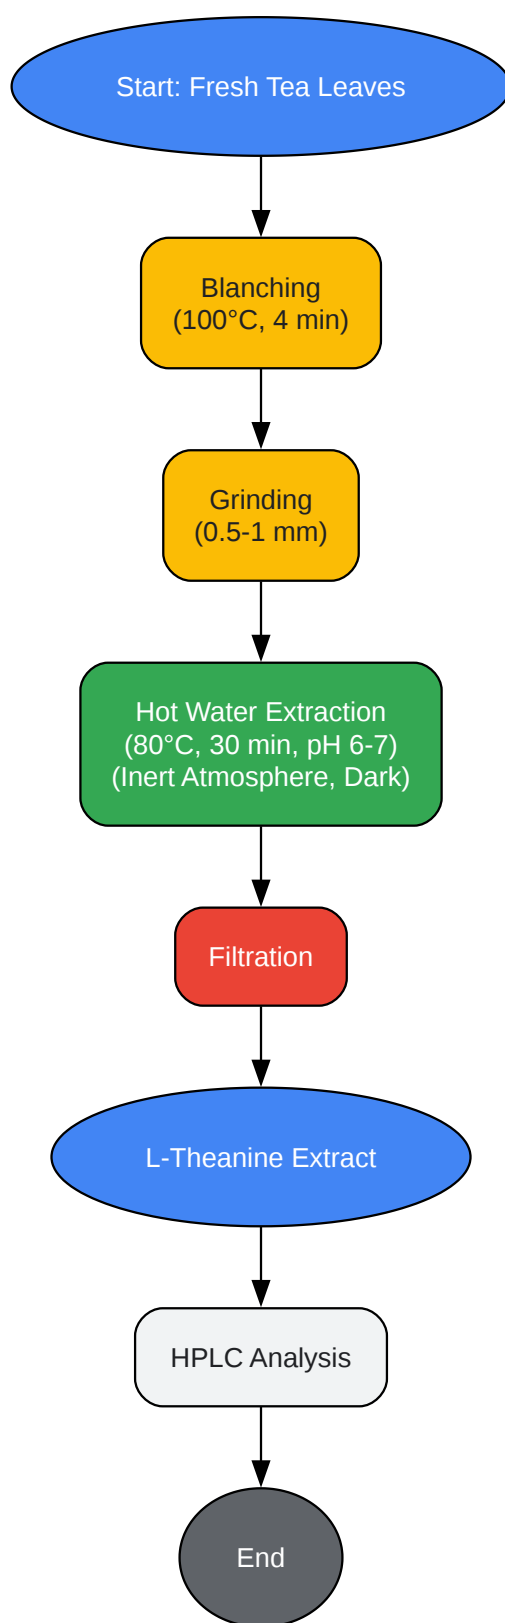 Start: Fresh Tea Leaves
Blanching
(100°C, 4 min)
Grinding
(0.5-1 mm)
Hot Water Extraction
(80°C, 30 min, pH 6-7)
(Inert Atmosphere, Dark)
Filtration
L-Theanine Extract
HPLC Analysis
End